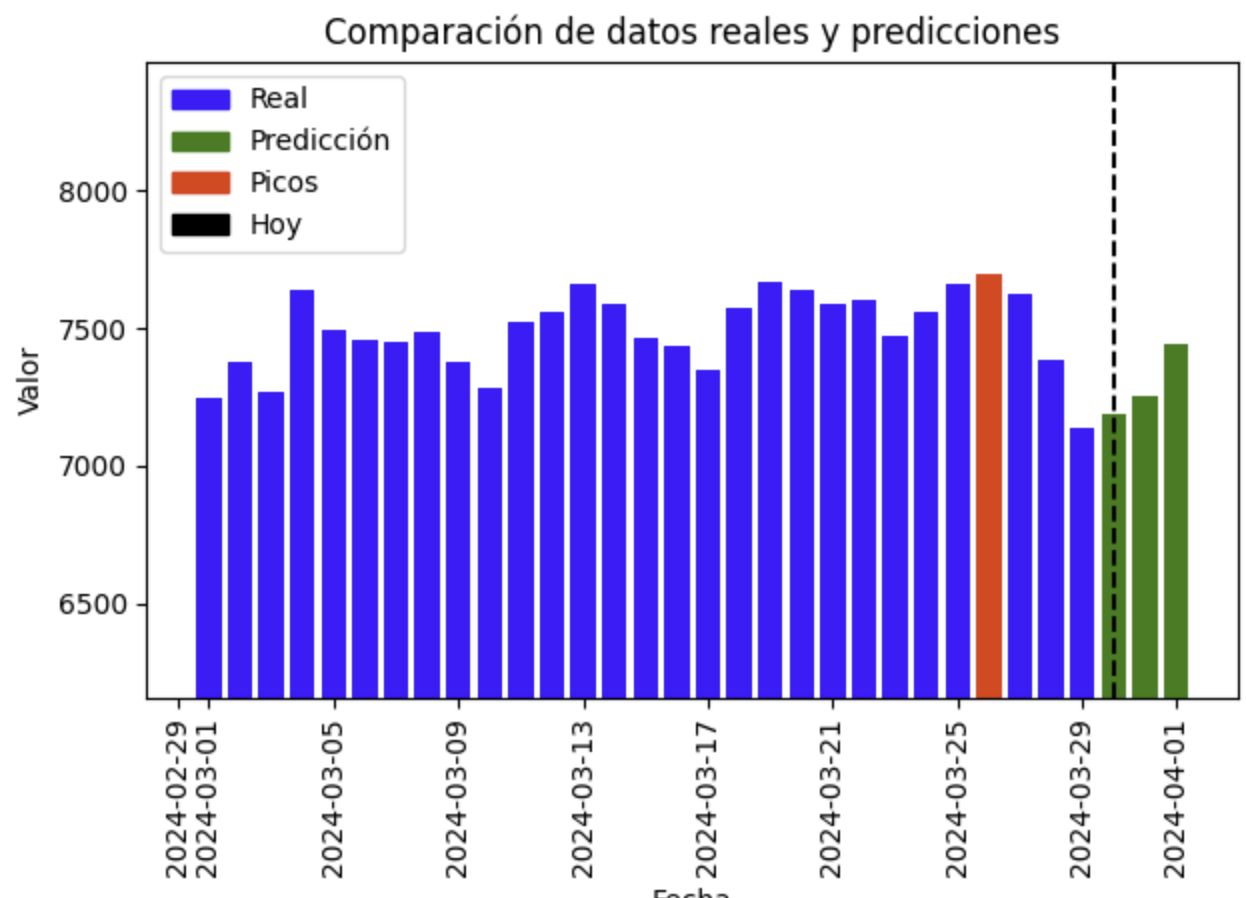 Comparación de datos reales y predicciones
Real
Predicción
Picos
Hoy
Valor
8000
7500
7000
6500
2024-02-29
2024-03-01
2024-03-05
2024-03-09
2024-03-13
2024-03-17
2024-03-21
2024-03-25
2024-03-29
2024-04-01
Fecha